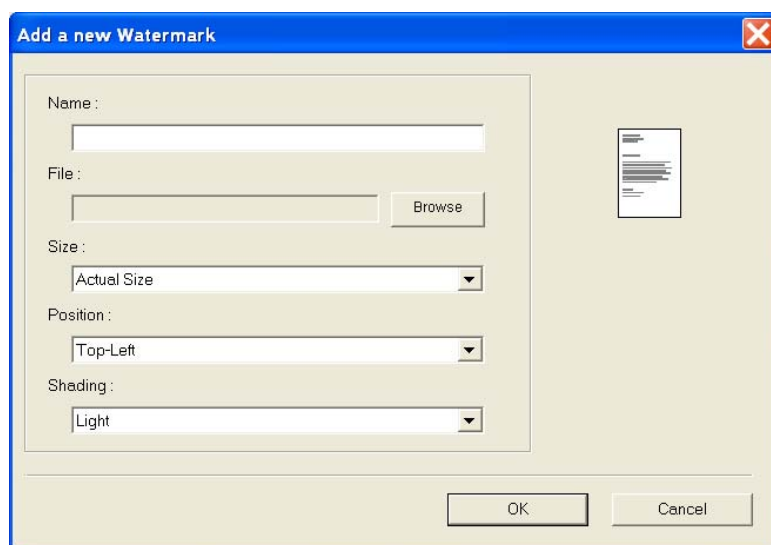 Add a new Watermark
Name :
File :
Browse
Size :
Actual Size
Position :
Top-Left
Shading :
Light
OK
Cancel